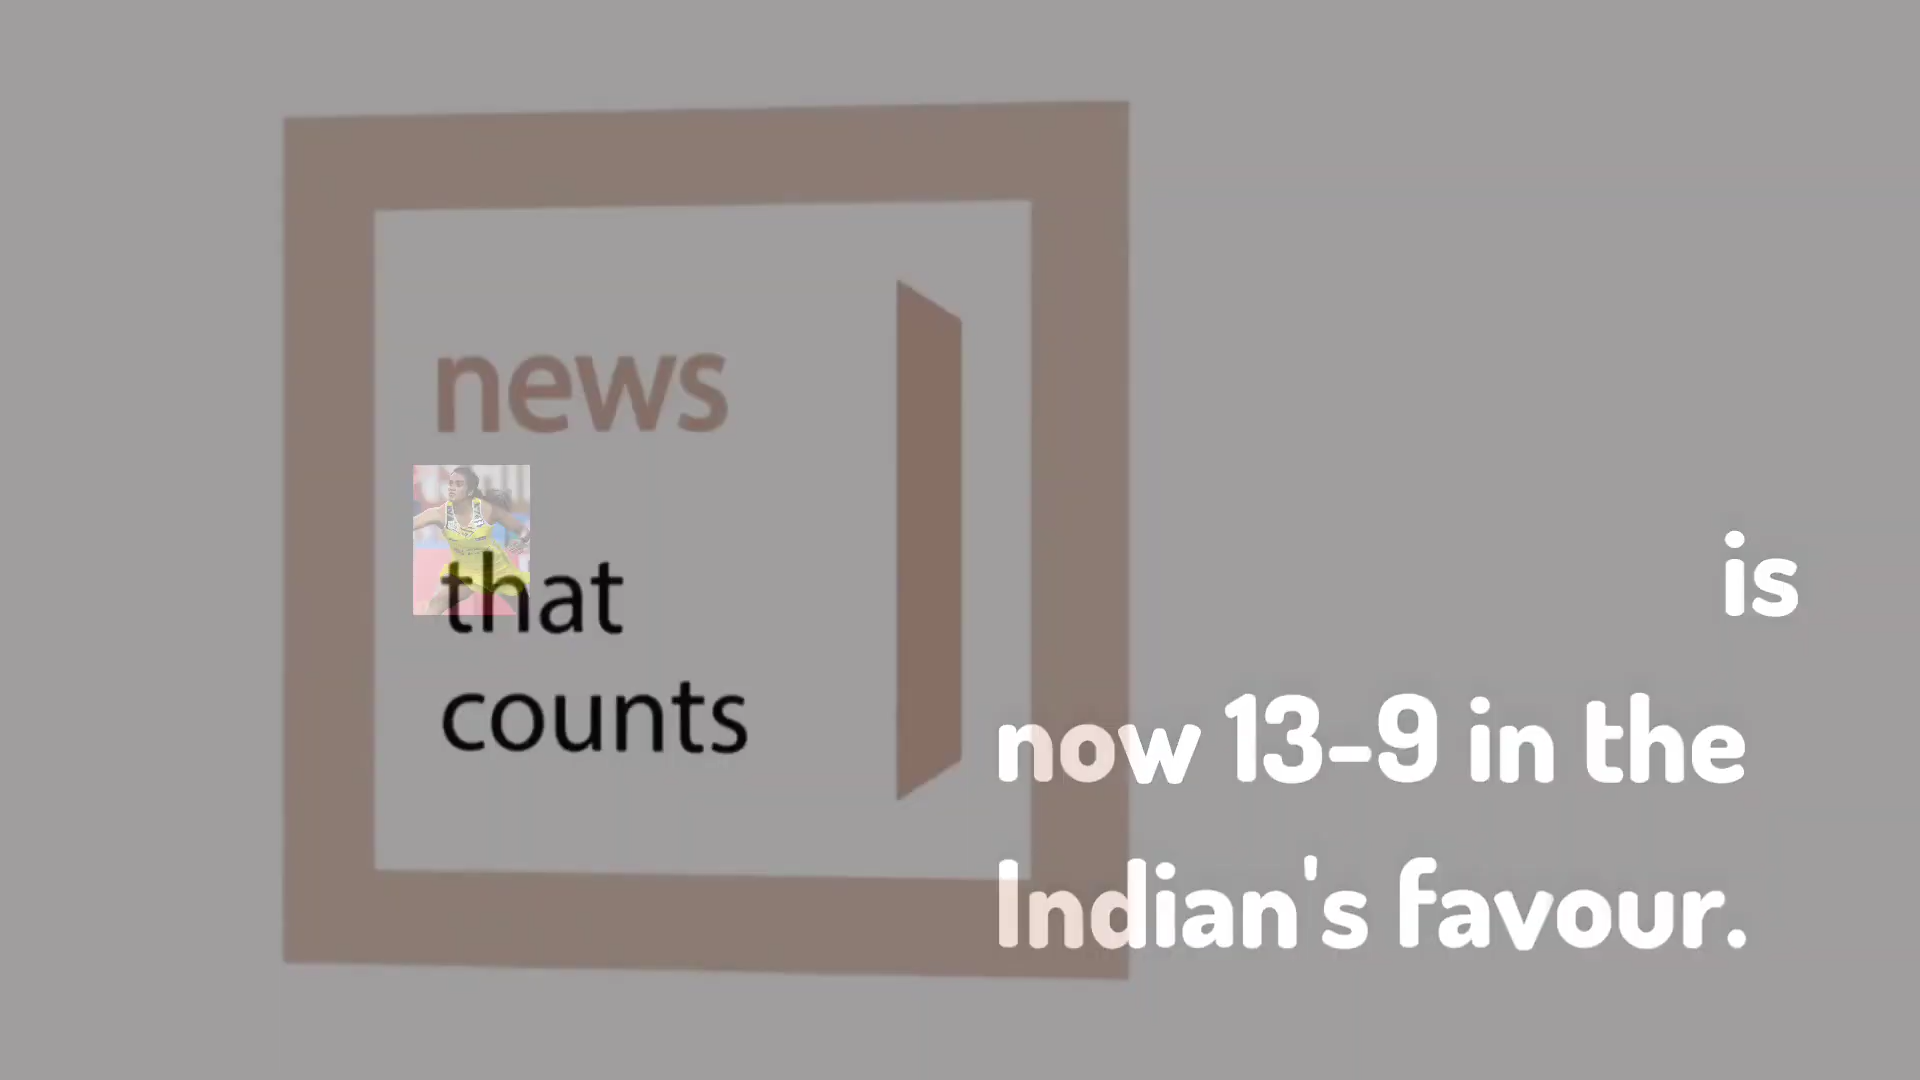 news
that
counts
is
now 13-9 in the
Indian's favour.